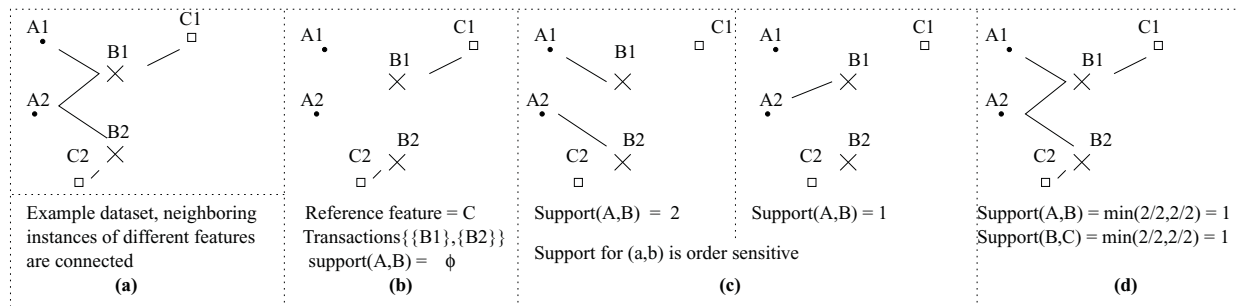 A1
C1
B1
A2
B2
C2
Example dataset, neighboring
instances of different features
are connected
(a)
A1
C1
B1
A2
B2
C2
Reference feature = C
Transactions{{B1},{B2}}
support(A,B) = ϕ
(b)
A1
C1
B1
A2
B2
C2
Support(A,B) = 2
A1
C1
B1
A2
B2
C2
Support(A,B) = 1
Support for (a,b) is order sensitive
(c)
A1
C1
B1
A2
B2
C2
Support(A,B) = min(2/2,2/2) = 1
Support(B,C) = min(2/2,2/2) = 1
(d)